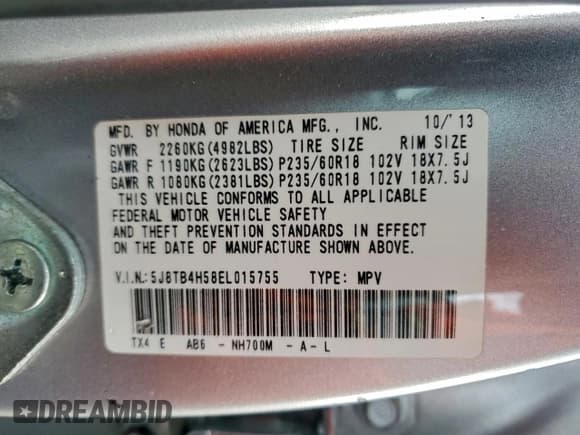 MFD. BY HONDA OF AMERICA MFG., INC. 10/'13
GVWR 2260KG(4982LBS) TIRE SIZE RIM SIZE
GAWR F 1190KG(2623LBS) P235/60R18 102V 18X7.5J
GAWR R 1080KG(2381LBS) P235/60R18 102V 18X7.5J
THIS VEHICLE CONFORMS TO ALL APPLICABLE
FEDERAL MOTOR VEHICLE SAFETY
AND THEFT PREVENTION STANDARDS IN EFFECT
ON THE DATE OF MANUFACTURE SHOWN ABOVE.
V.I.N.:5J8TB4H58EL015755 TYPE: MPV
TX4 E AB6 - NH700M - A - L
DREAMBID